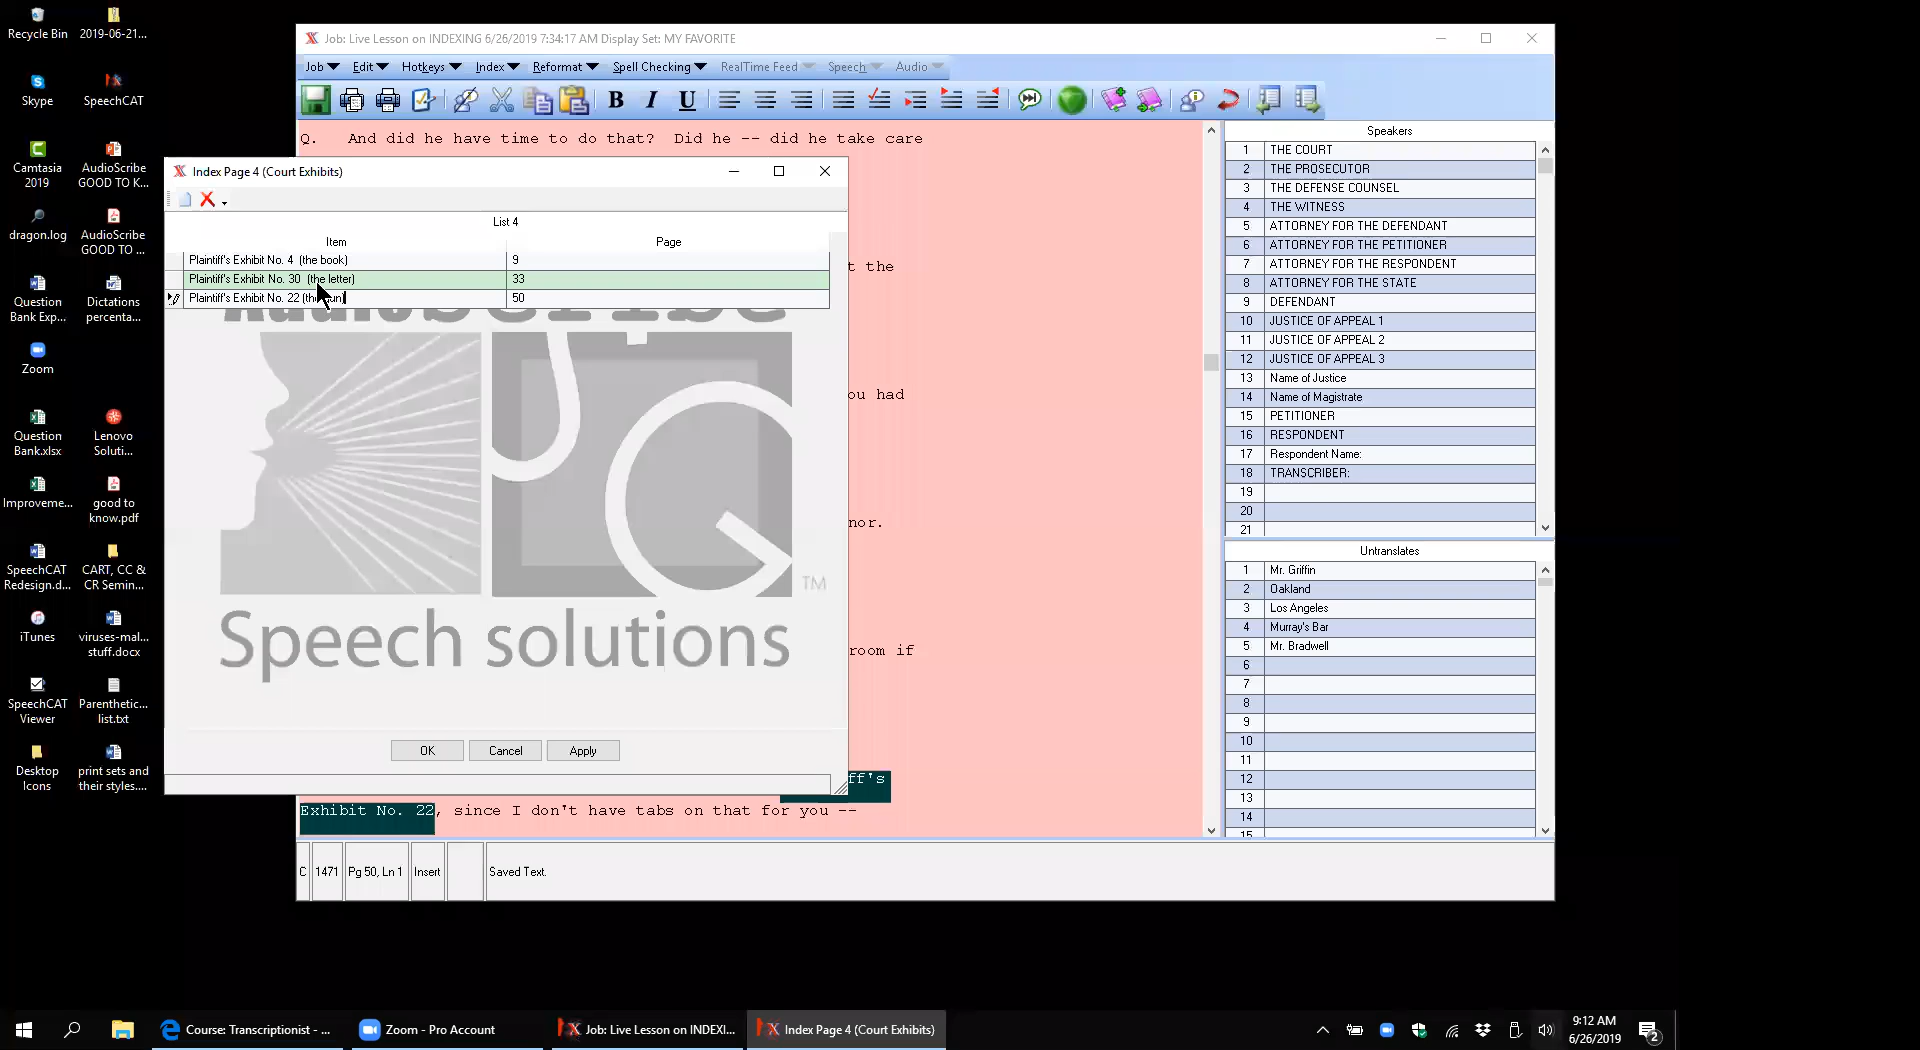 Recycle Bin
2019-06-21...
Skype
SpeechCAT
Camtasia
2019
AudioScribe
GOOD TO K...
dragon.log
AudioScribe
GOOD TO ...
Question
Bank Exp...
Dictations
percenta...
Zoom
Question
Bank.xlsx
Lenovo
Soluti...
Improveme...
good to
know.pdf
SpeechCAT
Redesign.d...
CART, CC &
CR Semin...
iTunes
viruses-mal...
stuff.docx
SpeechCAT
Viewer
Parenthetic...
list.txt
Desktop
Icons
print sets and
their styles....
Job: Live Lesson on INDEXING 6/26/2019 7:34:17 AM Display Set: MY FAVORITE
Job Edit Hotkeys Index Reformat Spell Checking RealTime Feed Speech Audio
B I U
Q. And did he have time to do that? Did he -- did he take care
t the
ou had
nor.
room if
ff's
Exhibit No. 22, since I don't have tabs on that for you --
C 1471 Pg 50, Ln 1 Insert Saved Text.
Index Page 4 (Court Exhibits)
List 4
Item Page
Plaintiff's Exhibit No. 4 (the book) 9
Plaintiff's Exhibit No. 30 (the letter) 33
Plaintiff's Exhibit No. 22 50
AudioScribe
Speech solutions
TM
OK Cancel Apply
Speakers
1 THE COURT
2 THE PROSECUTOR
3 THE DEFENSE COUNSEL
4 THE WITNESS
5 ATTORNEY FOR THE DEFENDANT
6 ATTORNEY FOR THE PETITIONER
7 ATTORNEY FOR THE RESPONDENT
8 ATTORNEY FOR THE STATE
9 DEFENDANT
10 JUSTICE OF APPEAL 1
11 JUSTICE OF APPEAL 2
12 JUSTICE OF APPEAL 3
13 Name of Justice
14 Name of Magistrate
15 PETITIONER
16 RESPONDENT
17 Respondent Name:
18 TRANSCRIBER:
19
20
21
Untranslates
1 Mr. Griffin
2 Oakland
3 Los Angeles
4 Murray's Bar
5 Mr. Bradwell
6
7
8
9
10
11
12
13
14
15
Course: Transcriptionist - ...
Zoom - Pro Account
Job: Live Lesson on INDEXI...
Index Page 4 (Court Exhibits)
9:12 AM
6/26/2019
2